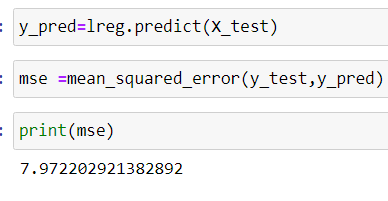 y_pred=lreg.predict(X_test)
mse =mean_squared_error(y_test,y_pred)
print(mse)
7.972202921382892